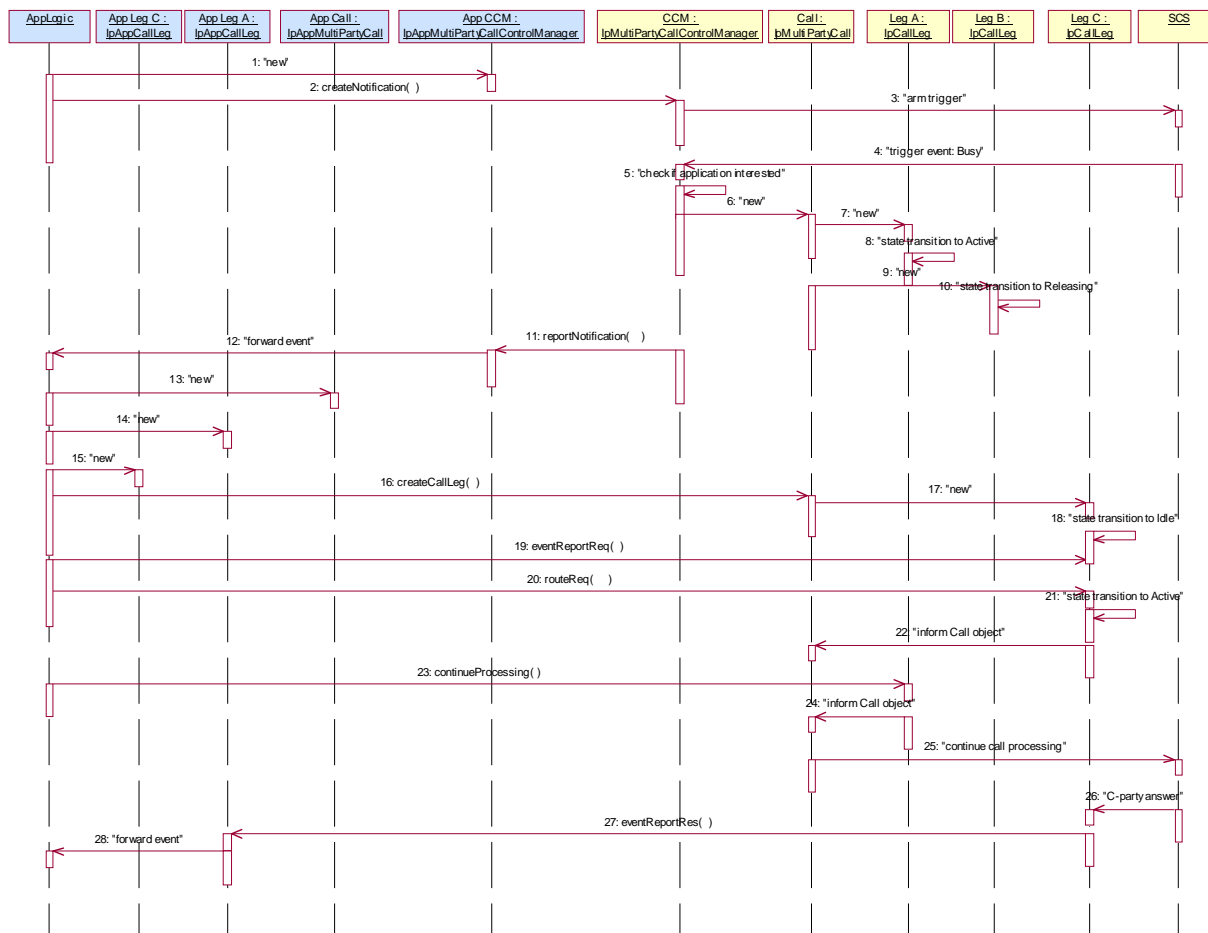 AppLogic
App Leg C :
IpAppCallLeg
App Leg A :
IpAppCallLeg
App Call :
IpAppMultiPartyCall
App CCM :
IpAppMultiPartyCallControlManager
CCM :
IpMultiPartyCallControlManager
Call :
IpMultiPartyCall
Leg A :
IpCallLeg
Leg B :
IpCallLeg
Leg C :
IpCallLeg
SCS
1: "new"
2: createNotification( )
3: "arm trigger"
4: "trigger event: Busy"
5: "check if application interested"
6: "new"
7: "new"
8: "state transition to Active"
9: "new"
10: "state transition to Releasing"
11: reportNotification( )
12: "forward event"
13: "new"
14: "new"
15: "new"
16: createCallLeg( )
17: "new"
18: "state transition to Idle"
19: eventReportReq( )
20: routeReq( )
21: "state transition to Active"
22: "inform Call object"
23: continueProcessing( )
24: "inform Call object"
25: "continue call processing"
26: "C-party answer"
27: eventReportRes( )
28: "forward event"